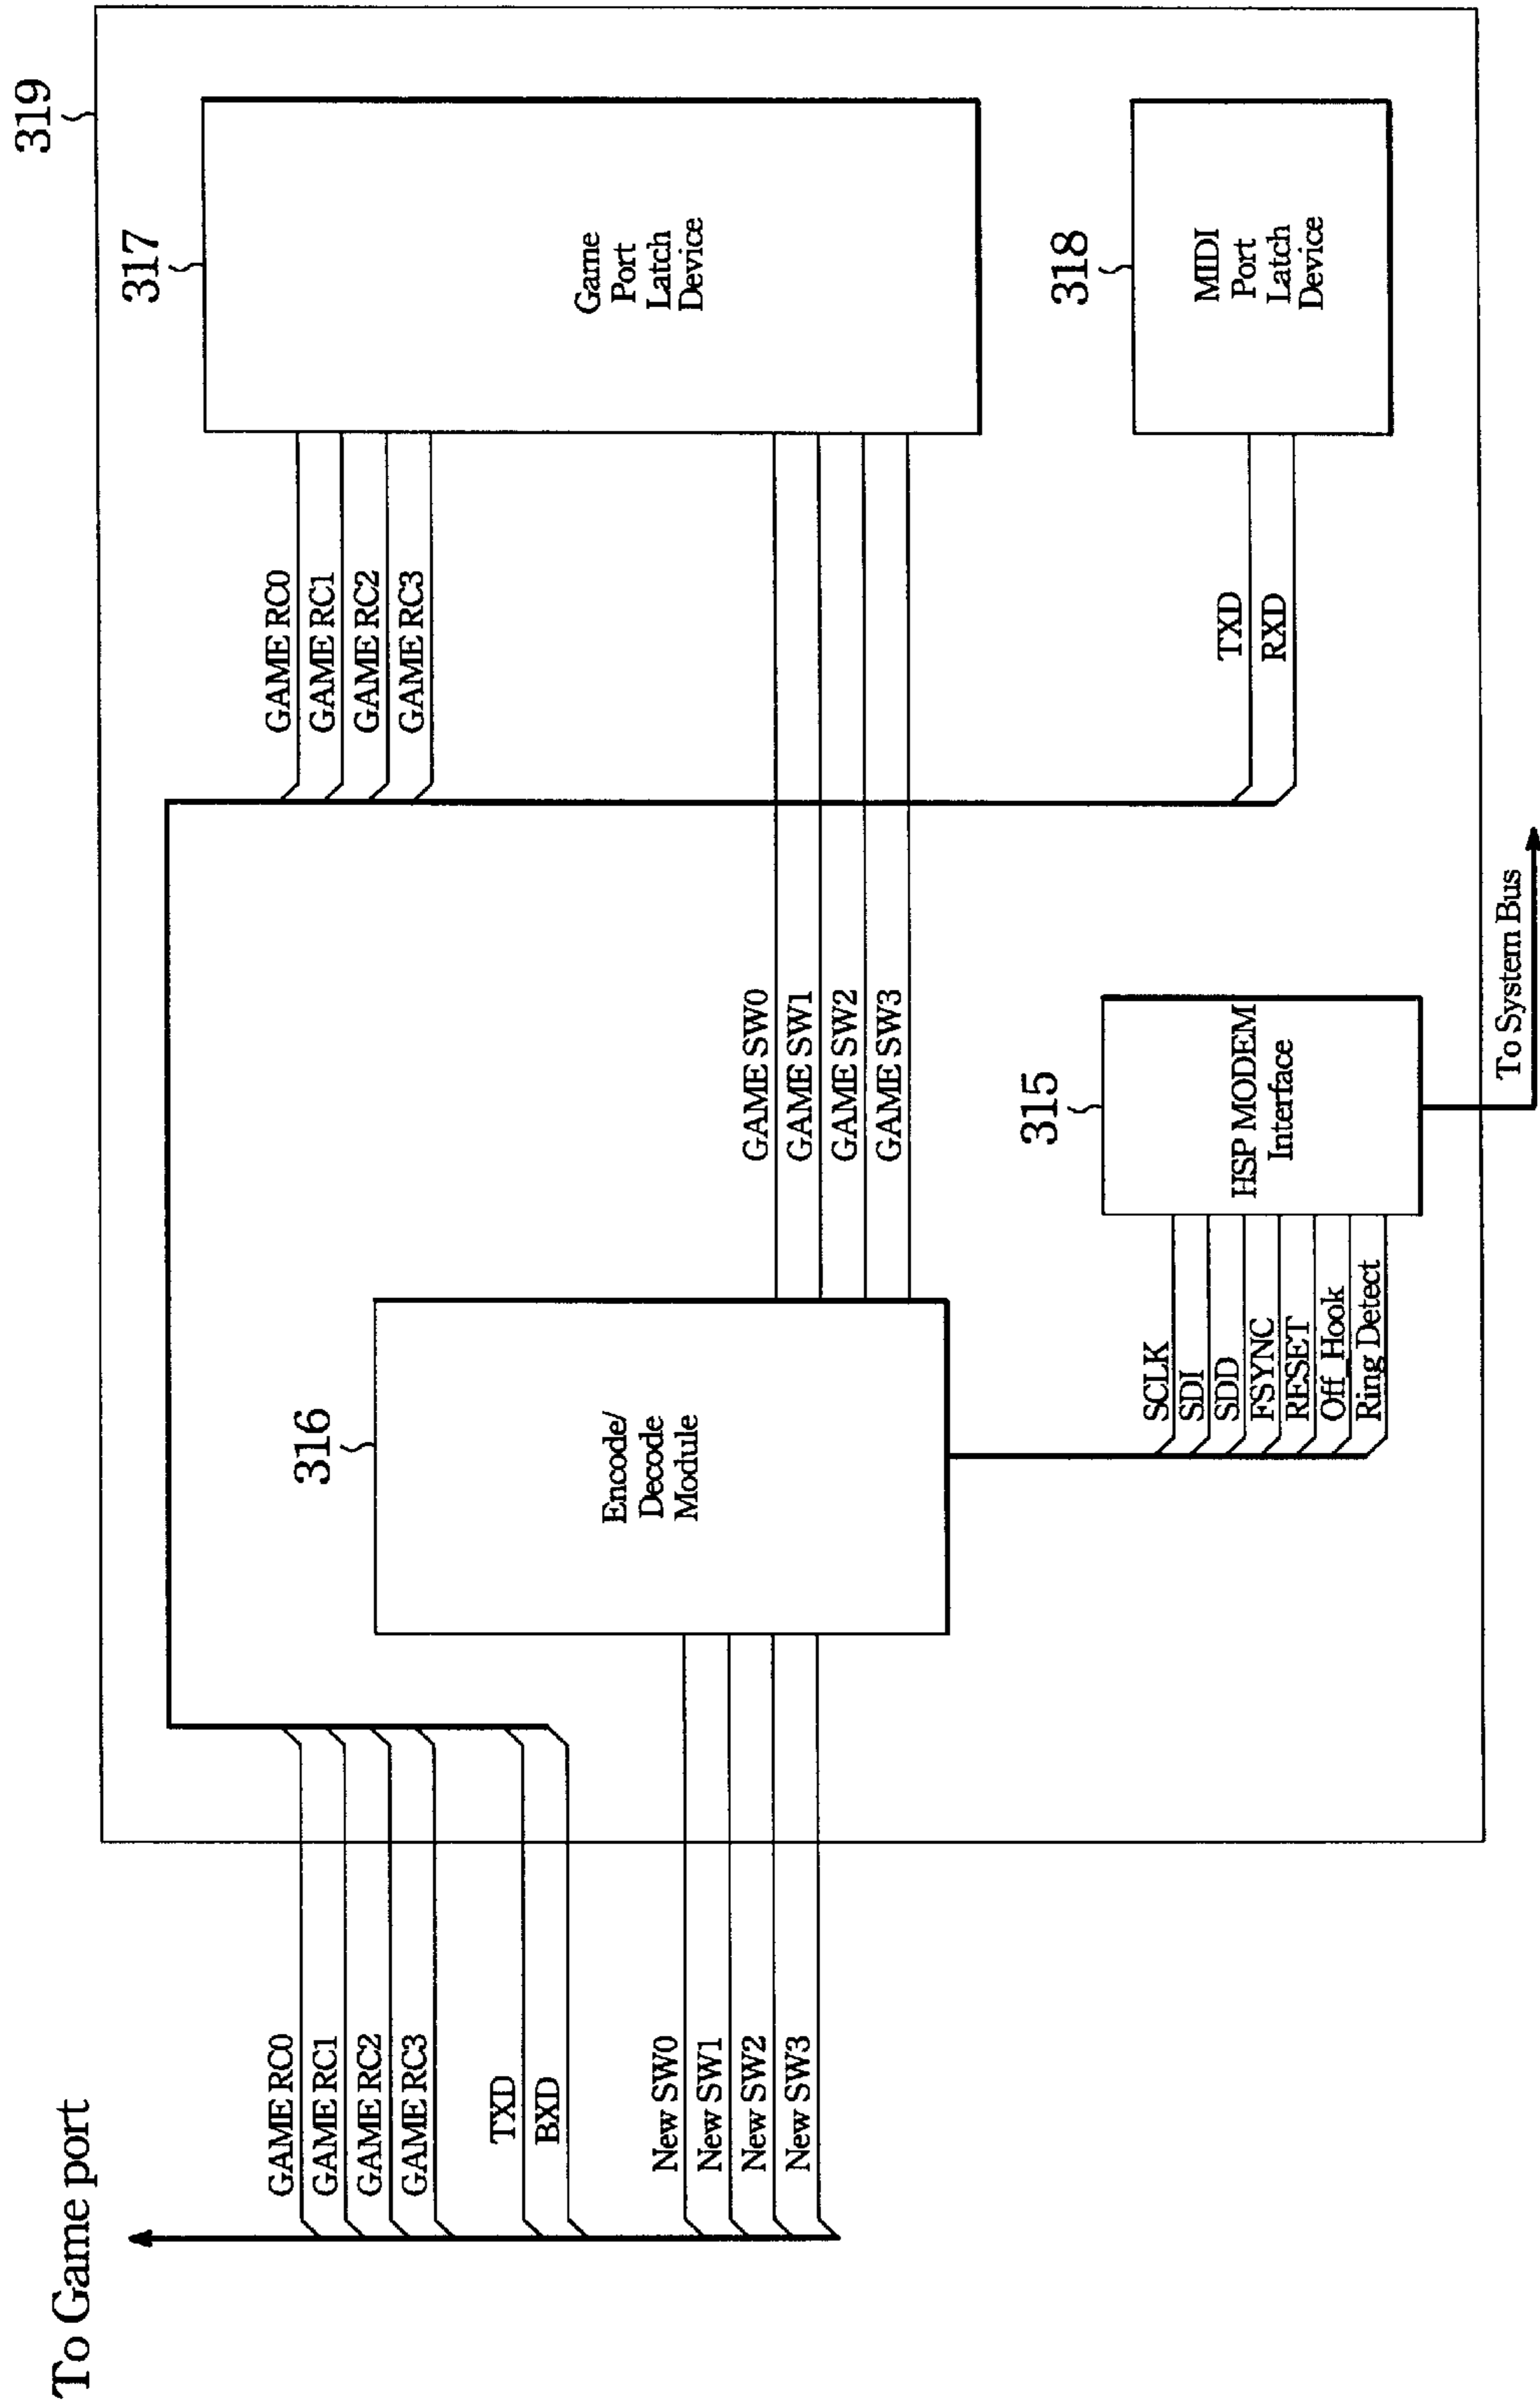 To Game port
319
317
316
GAME RC0
GAME RC1
GAME RC2
GAME RC3
TXD
BXD
New SW0
New SW1
New SW2
New SW3
Encode/
Decode
Module
GAME RC0
GAME RC1
GAME RC2
GAME RC3
GAME SW0
GAME SW1
GAME SW2
GAME SW3
Game
Port
Latch
Device
318
MIDI
Port
Latch
Device
TXD
RXD
315
HSP MODEM
Interface
SCLK
SDI
SDD
FSYNC
RESET
Off_Hook
Ring Detect
To System Bus